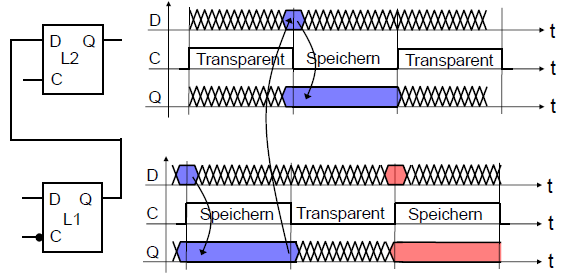 D
t
D Q
L2
C
C
Transparent
Speichern
Transparent
t
Q
t
D
t
D Q
L1
C
C
Speichern
Transparent
Speichern
t
Q
t